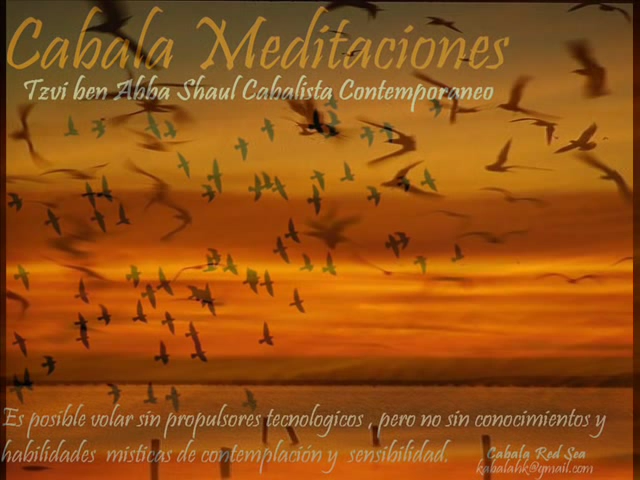 Cabala Meditaciones
Tzvi ben Abba Shaul Cabalista Contemporaneo
Es posible volar sin propulsores tecnologicos , pero no sin conocimientos y
habilidades misticas de contemplación y sensibilidad.
Cabala Red Sea
kabalahk@gmail.com